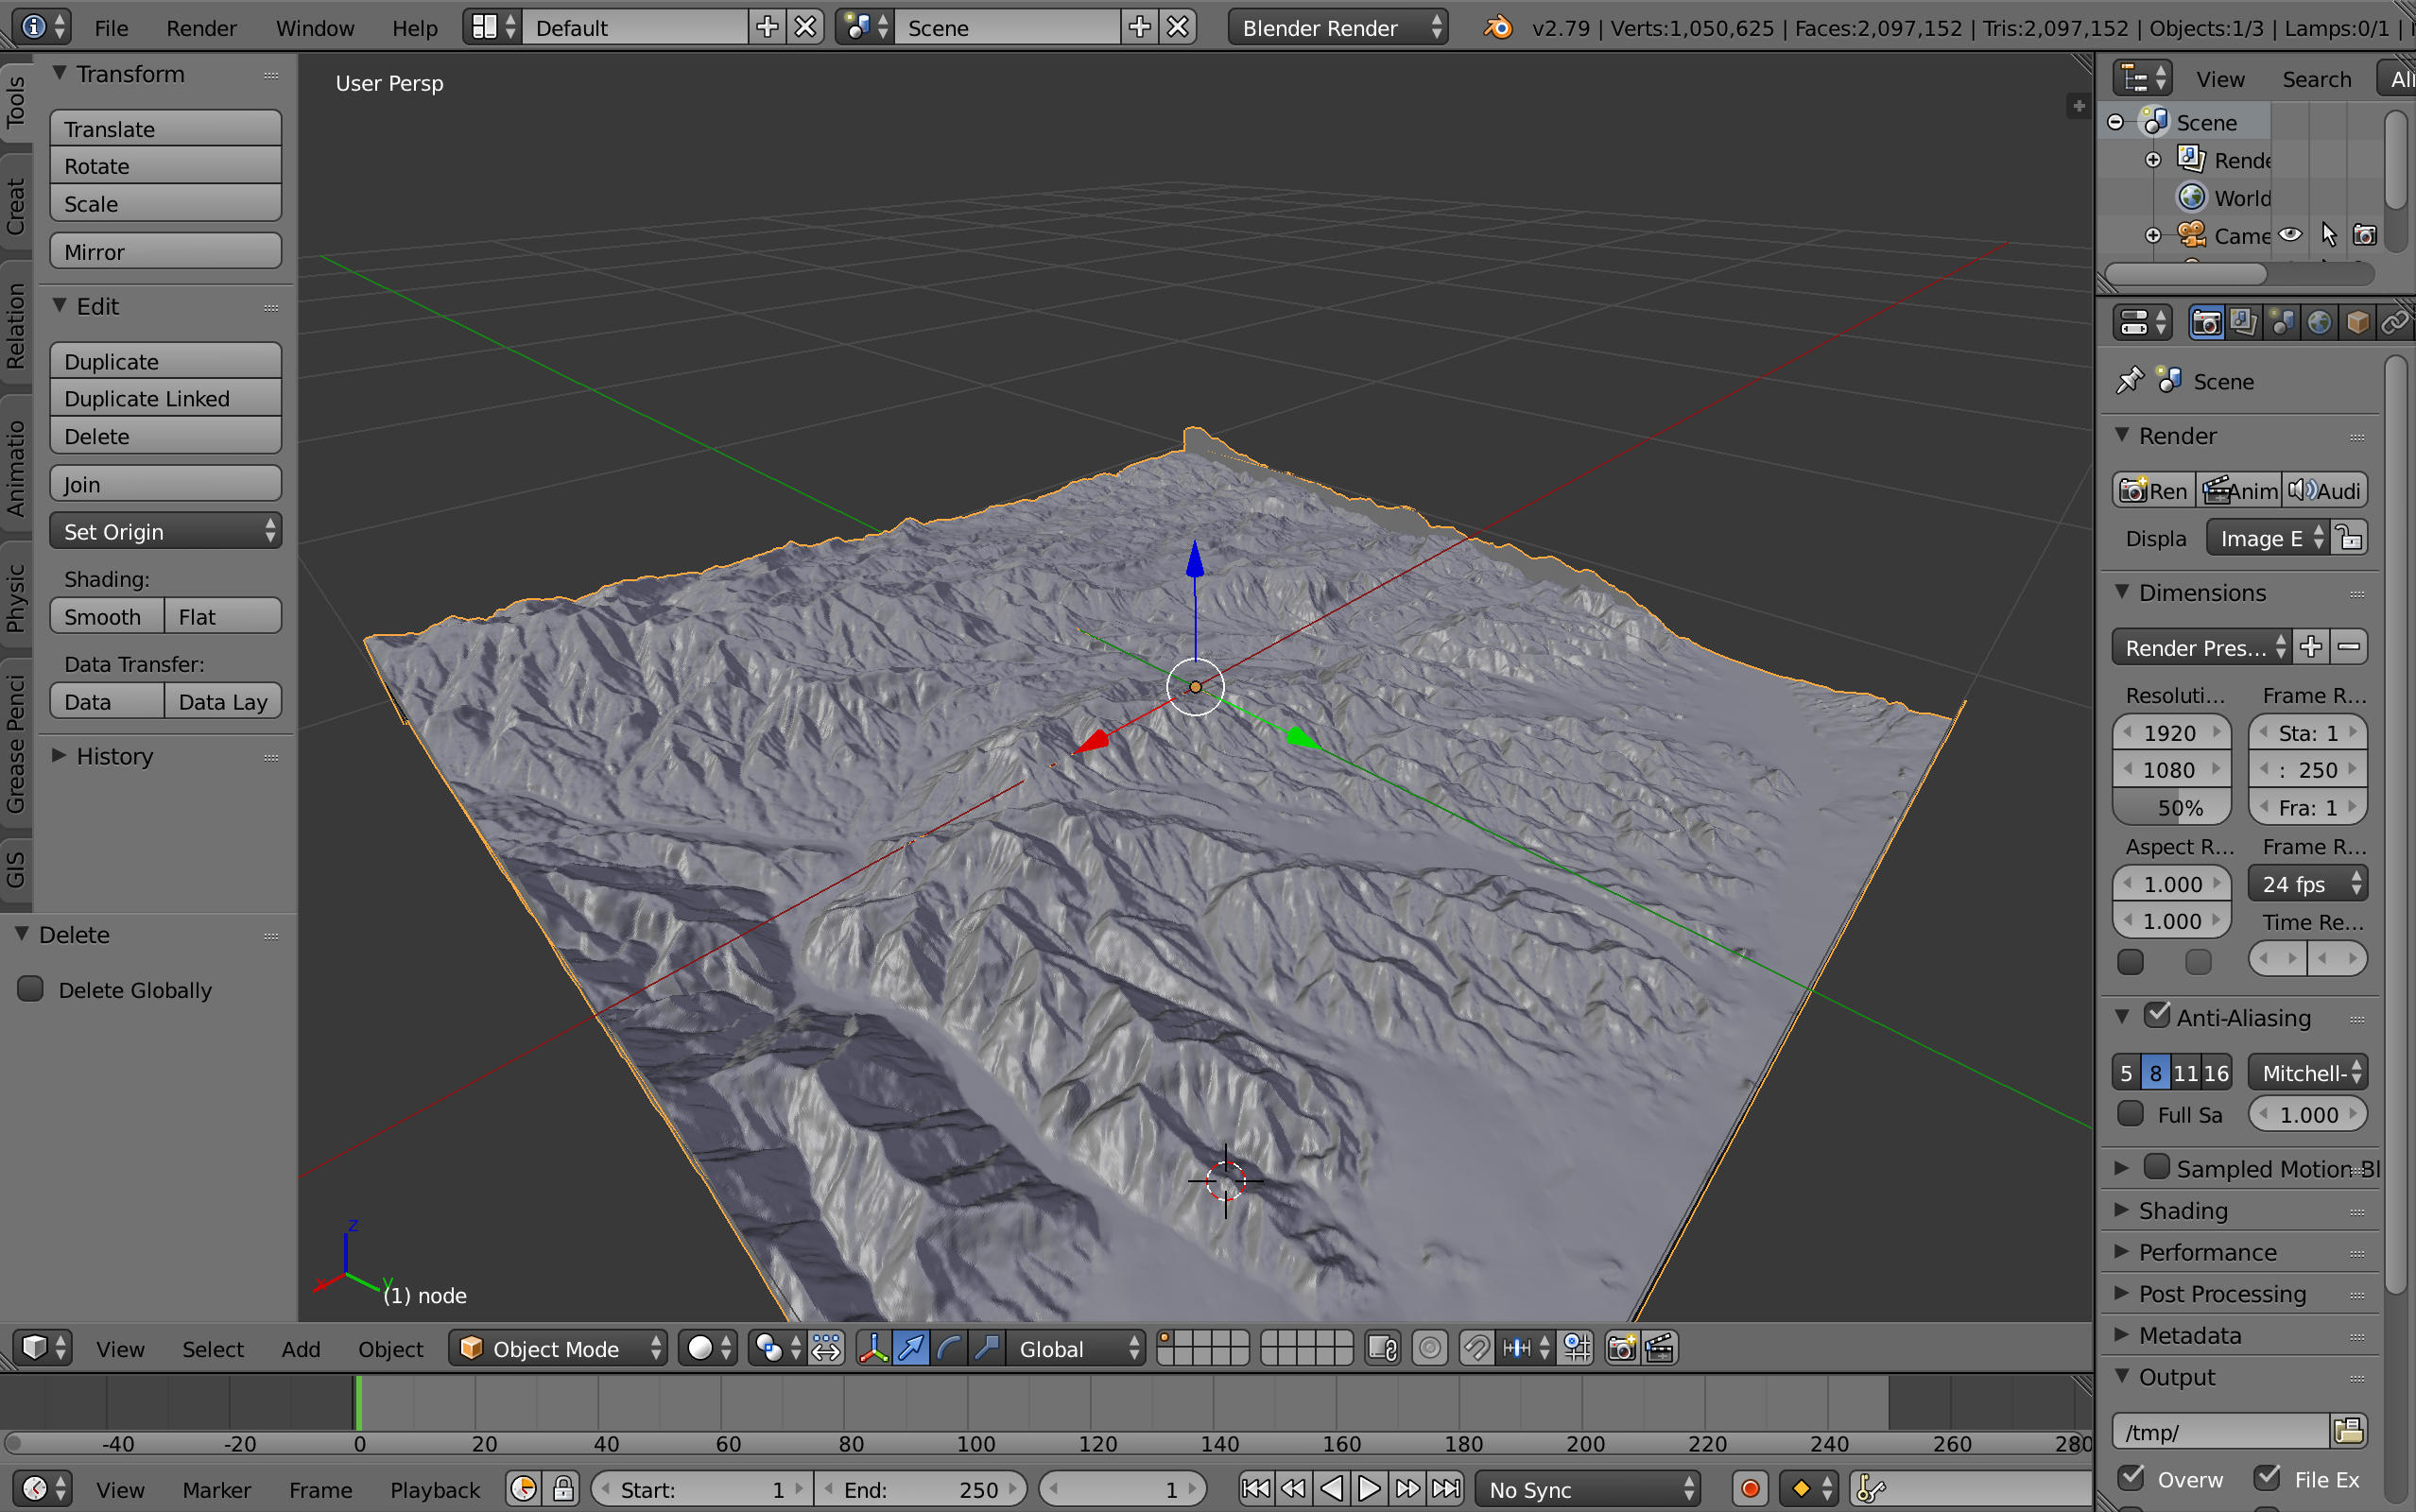 File Render Window Help Default Scene Blender Render v2.79 | Verts:1,050,625 | Faces:2,097,152 | Tris:2,097,152 | Objects:1/3 | Lamps:0/1 |
Tools
Creat
Relation
Animatio
Physic
Grease Penci
GIS
Transform
Translate
Rotate
Scale
Mirror
Edit
Duplicate
Duplicate Linked
Delete
Join
Set Origin
Shading:
Smooth Flat
Data Transfer:
Data Data Lay
History
Delete
Delete Globally
User Persp
z
x
y
(1) node
View Search All
Scene
Rende
World
Came
Scene
Render
Ren Anim Audi
Displa Image E
Dimensions
Render Pres...
Resoluti... Frame R...
1920 Sta: 1
1080 : 250
50% Fra: 1
Aspect R... Frame R...
1.000 24 fps
1.000 Time Re...
Anti-Aliasing
5 8 11 16 Mitchell-
Full Sa 1.000
Sampled Motion Bl
Shading
Performance
Post Processing
Metadata
Output
/tmp/
Overw File Ex
View Select Add Object Object Mode Global
-40 -20 0 20 40 60 80 100 120 140 160 180 200 220 240 260 280
View Marker Frame Playback Start: 1 End: 250 1 No Sync